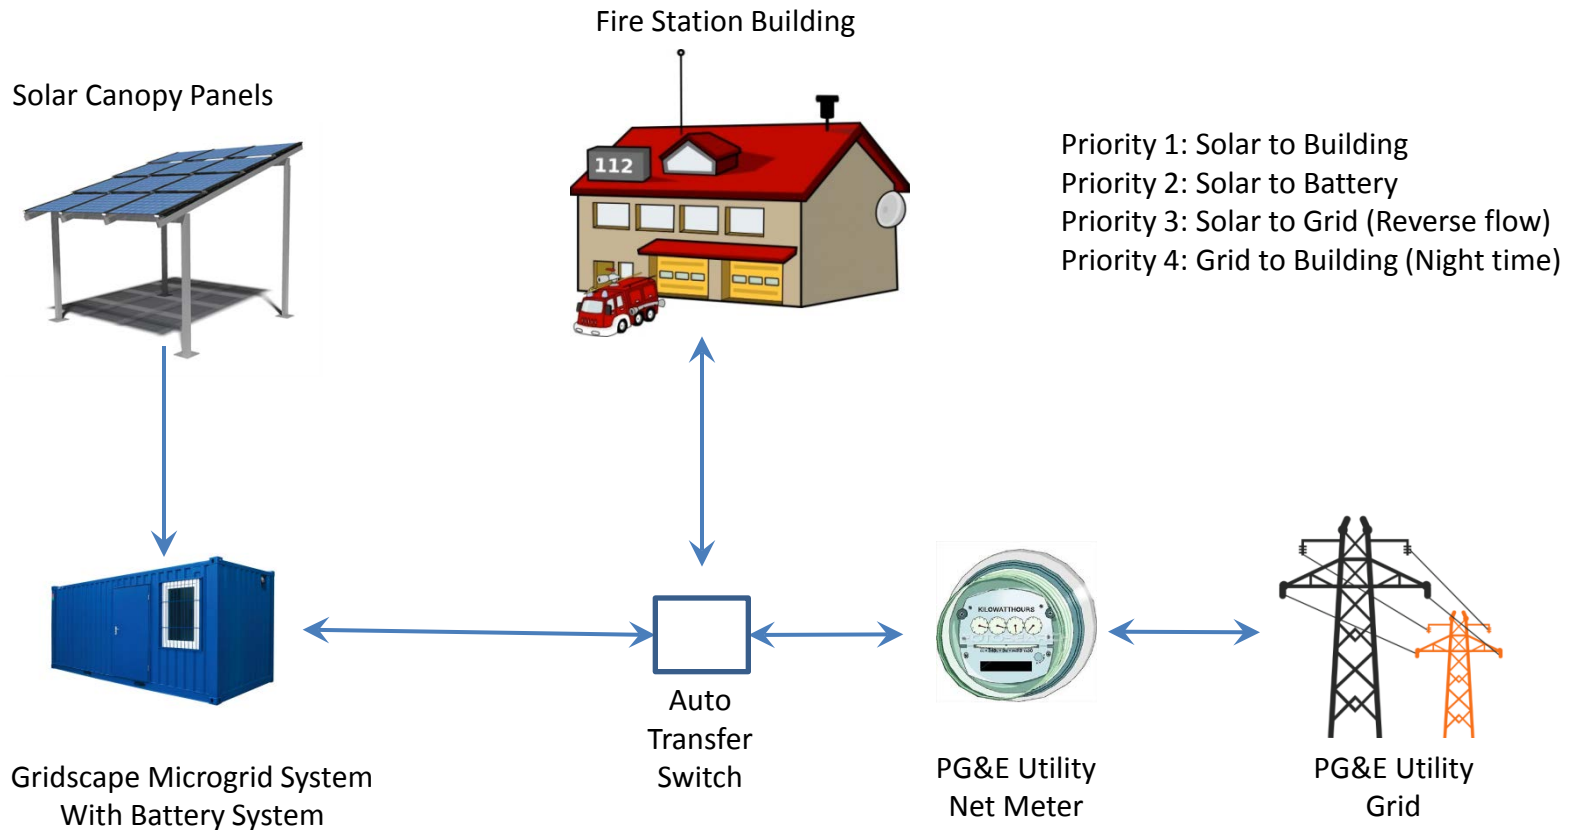 Fire Station Building
Solar Canopy Panels
112
Priority 1: Solar to Building
Priority 2: Solar to Battery
Priority 3: Solar to Grid (Reverse flow)
Priority 4: Grid to Building (Night time)
KILOWATTHOURS
Auto
Transfer
Switch
Gridscape Microgrid System
With Battery System
PG&E Utility
Net Meter
PG&E Utility
Grid